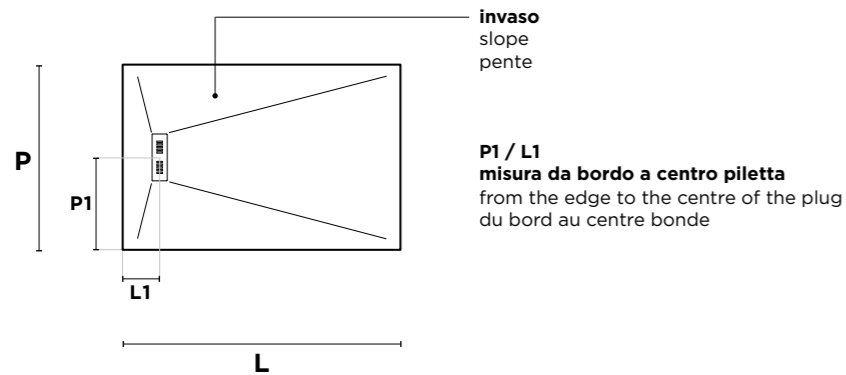 invaso
slope
pente
P
P1
P1 / L1
misura da bordo a centro piletta
from the edge to the centre of the plug
du bord au centre bonde
L1
L